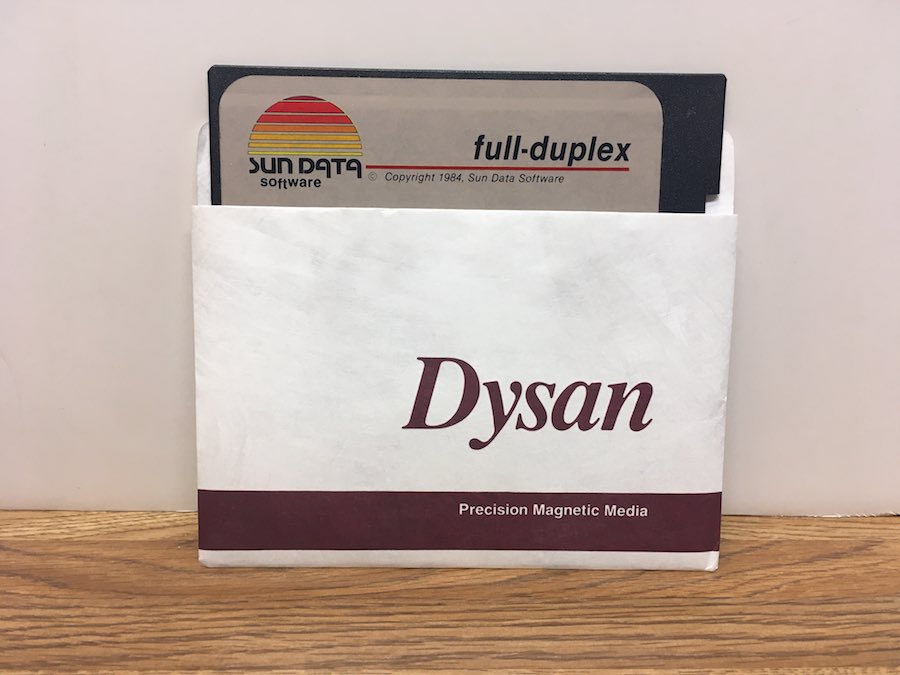 full-duplex
SUN DATA
software
© Copyright 1984, Sun Data Software
Dysan
Precision Magnetic Media